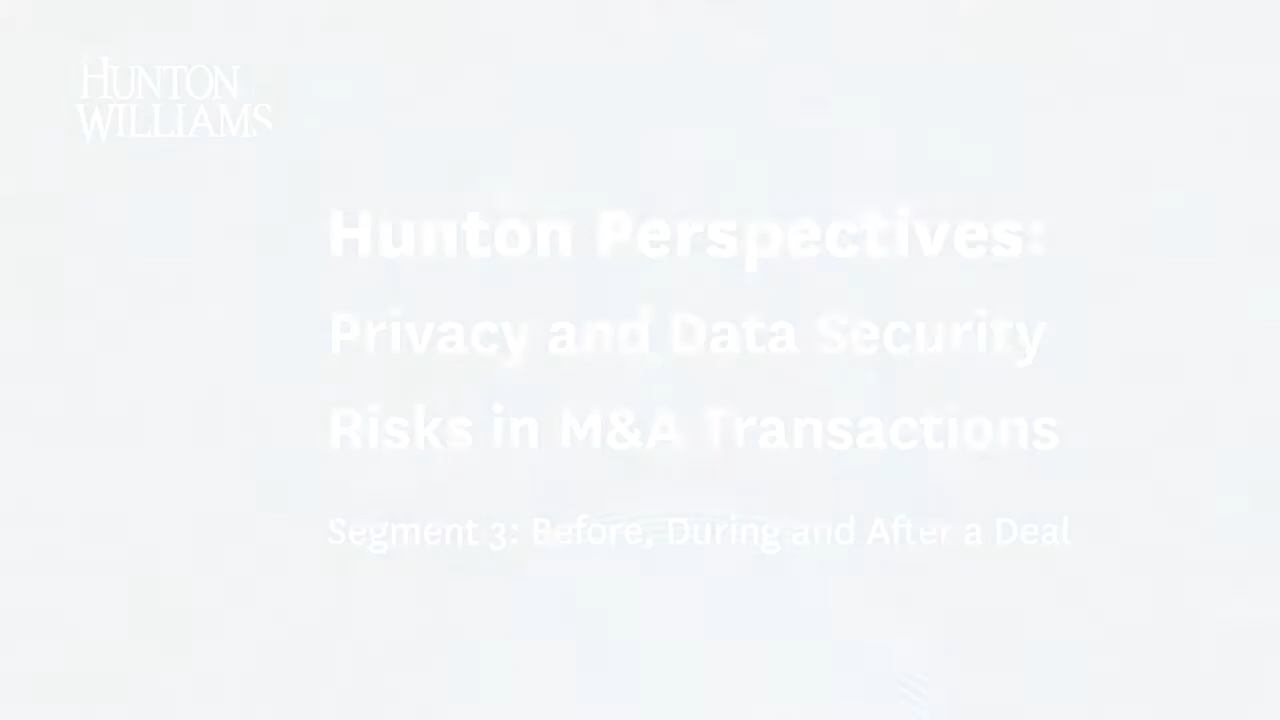 HUNTON
WILLIAMS
Hunton Perspectives:
Privacy and Data Security
Risks in M&A Transactions
Segment 3: Before, During and After a Deal